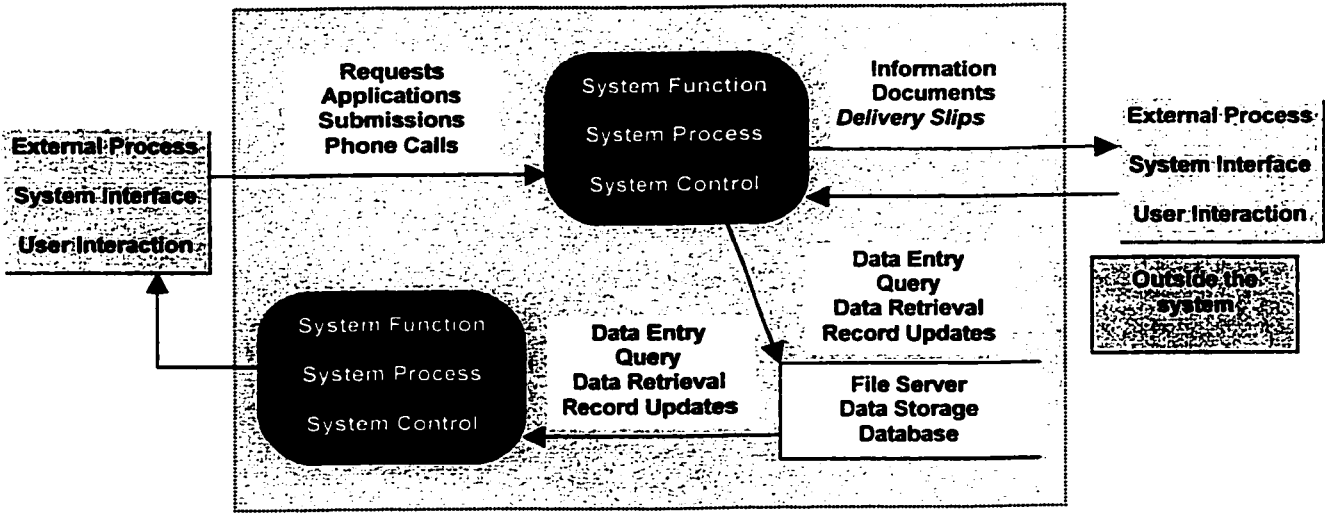 External Process
System Interface
User Interaction
Requests
Applications
Submissions
Phone Calls
System Function
System Process
System Control
Information
Documents
Delivery Slips
External Process
System Interface
User Interaction
Outside the
system
System Function
System Process
System Control
Data Entry
Query
Data Retrieval
Record Updates
Data Entry
Query
Data Retrieval
Record Updates
File Server
Data Storage
Database